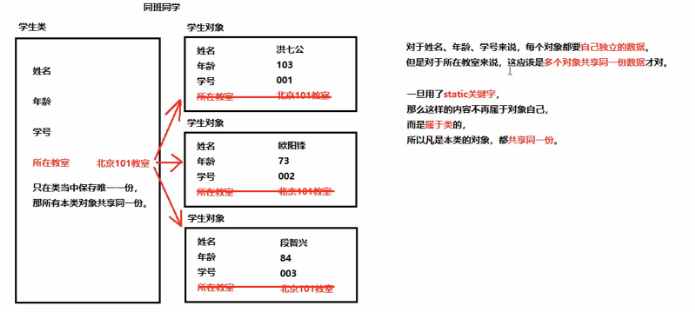 同班同学
学生类
姓名
年龄
学号
所在教室 北京101教室
只在类当中保存唯一一份，
那所有本类对象共享同一份。
学生对象
姓名 洪七公
年龄 103
学号 001
所在教室 北京101教室
学生对象
姓名 欧阳锋
年龄 73
学号 002
所在教室 北京101教室
学生对象
姓名 段智兴
年龄 84
学号 003
所在教室 北京101教室
对于姓名、年龄、学号来说，每个对象都要自己独立的数据。
但是对于所在教室来说，这应该是多个对象共享同一份数据才对。
一旦用了static关键字，
那么这样的内容不再属于对象自己，
而是属于类的，
所以凡是本类的对象，都共享同一份。